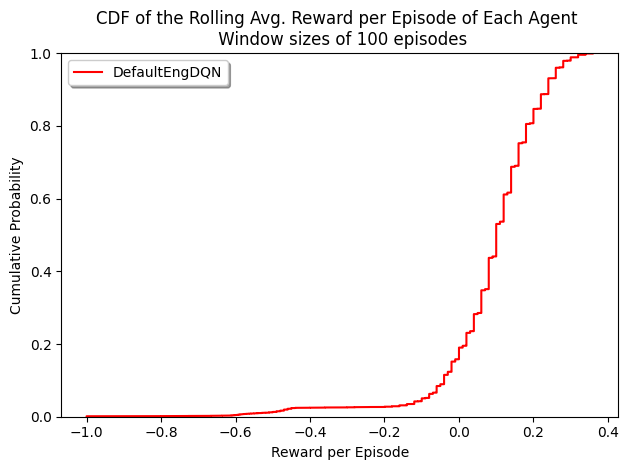 CDF of the Rolling Avg. Reward per Episode of Each Agent
Window sizes of 100 episodes
DefaultEngDQN
1.0
0.8
0.6
0.4
0.2
0.0
Cumulative Probability
−1.0 −0.8 −0.6 −0.4 −0.2 0.0 0.2 0.4
Reward per Episode